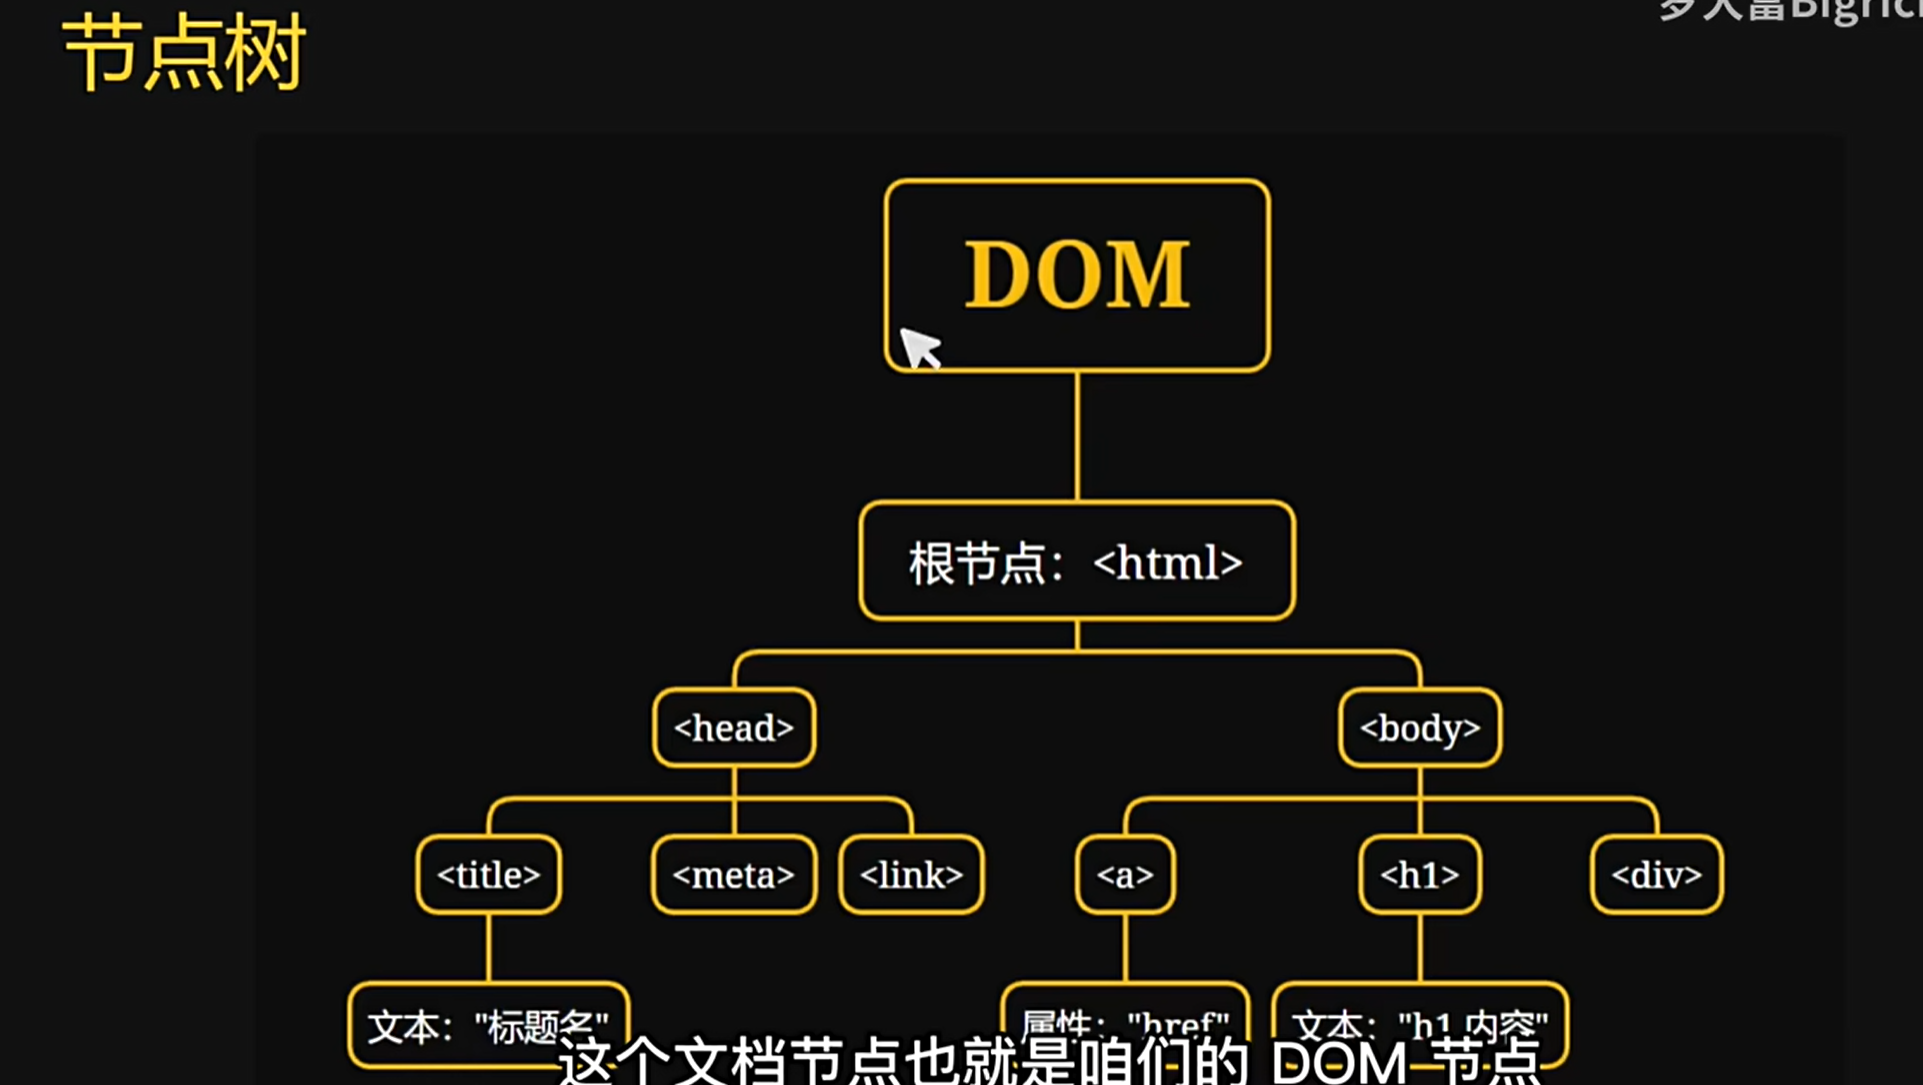 节点树
DOM
根节点：<html>
<head>
<body>
<title>
<meta>
<link>
<a>
<h1>
<div>
文本："标题名"
属性："href"
文本："h1 内容"
这个文档节点也就是咱们的 DOM 节点